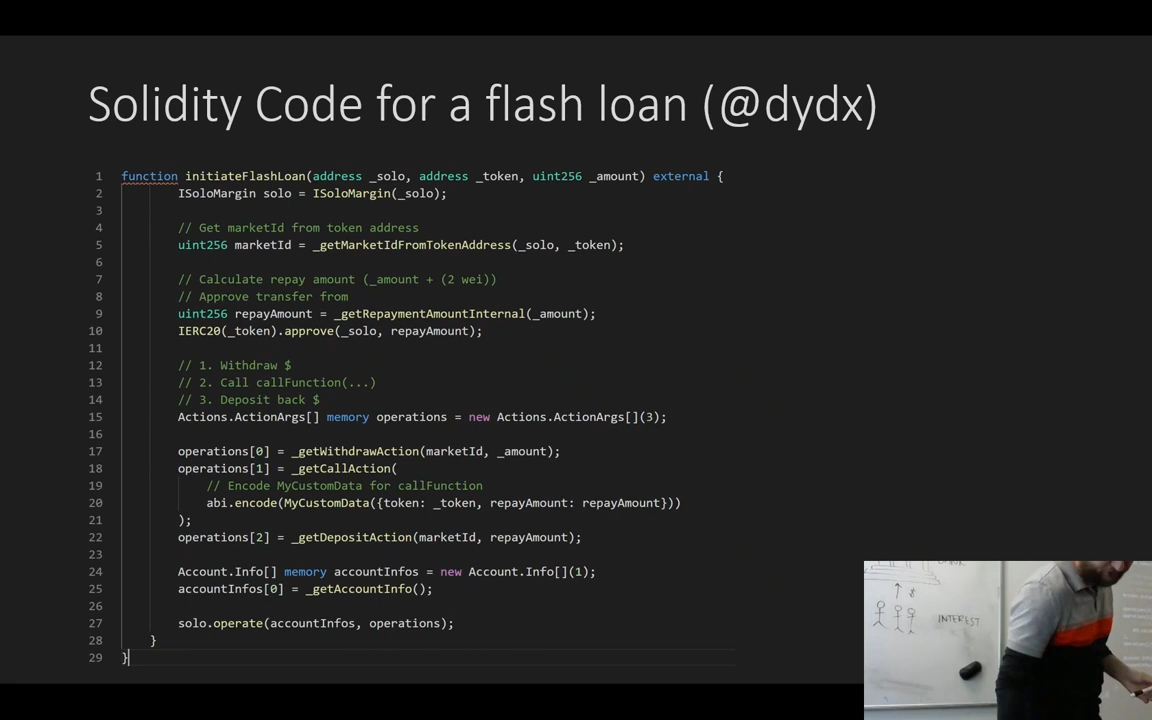 Solidity Code for a flash loan (@dydx)
1 function initiateFlashLoan(address _solo, address _token, uint256 _amount) external {
2 ISoloMargin solo = ISoloMargin(_solo);
3
4 // Get marketId from token address
5 uint256 marketId = _getMarketIdFromTokenAddress(_solo, _token);
6
7 // Calculate repay amount (_amount + (2 wei))
8 // Approve transfer from
9 uint256 repayAmount = _getRepaymentAmountInternal(_amount);
10 IERC20(_token).approve(_solo, repayAmount);
11
12 // 1. Withdraw $
13 // 2. Call callFunction(...)
14 // 3. Deposit back $
15 Actions.ActionArgs[] memory operations = new Actions.ActionArgs[](3);
16
17 operations[0] = _getWithdrawAction(marketId, _amount);
18 operations[1] = _getCallAction(
19 // Encode MyCustomData for callFunction
20 abi.encode(MyCustomData({token: _token, repayAmount: repayAmount}))
21 );
22 operations[2] = _getDepositAction(marketId, repayAmount);
23
24 Account.Info[] memory accountInfos = new Account.Info[](1);
25 accountInfos[0] = _getAccountInfo();
26
27 solo.operate(accountInfos, operations);
28 }
29 }
$
INTEREST